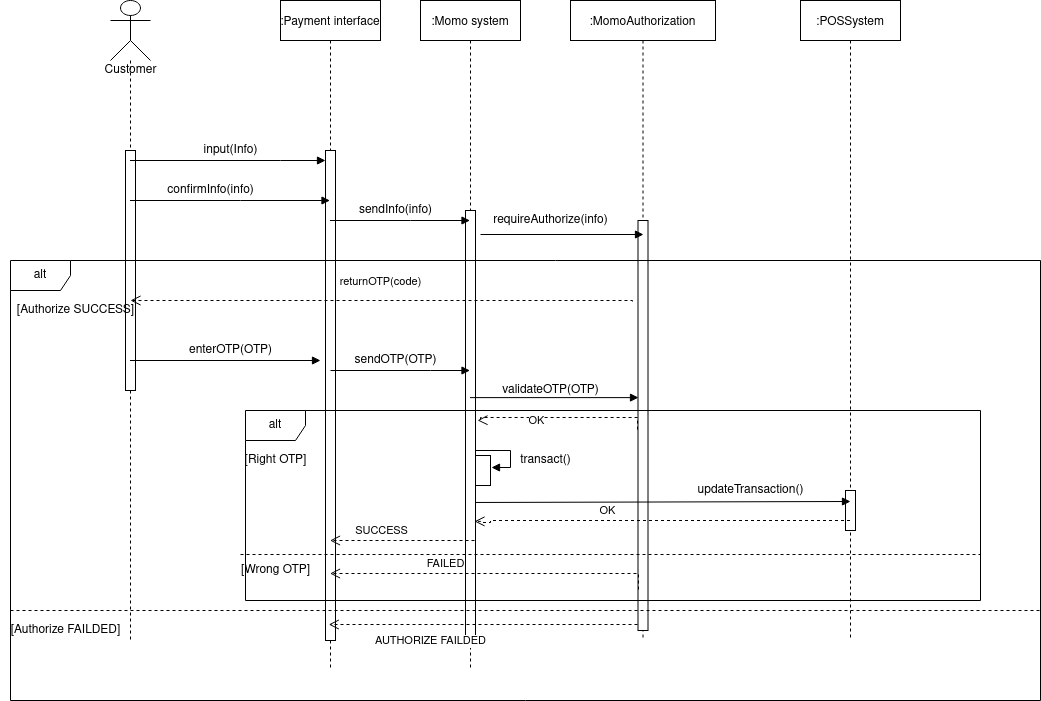 :Payment interface
:Momo system
:MomoAuthorization
:POSSystem
Customer
input(Info)
confirmInfo(info)
sendInfo(info)
requireAuthorize(info)
alt
returnOTP(code)
[Authorize SUCCESS]
enterOTP(OTP)
sendOTP(OTP)
validateOTP(OTP)
alt
OK
[Right OTP]
transact()
updateTransaction()
OK
SUCCESS
FAILED
[Wrong OTP]
[Authorize FAILDED]
AUTHORIZE FAILDED